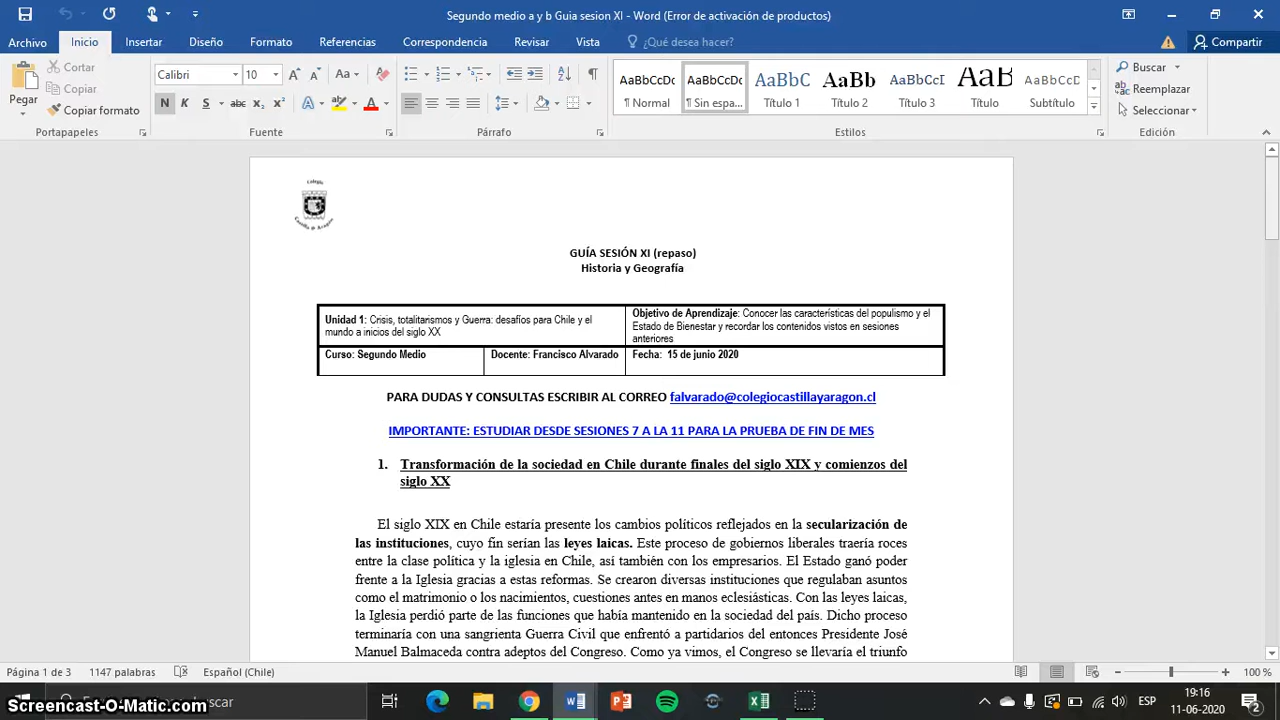 Segundo medio a y b Guia sesion XI - Word (Error de activación de productos)
Archivo Inicio Insertar Diseño Formato Referencias Correspondencia Revisar Vista ¿Qué desea hacer? Compartir
Pegar Cortar Copiar Copiar formato
Portapapeles
Calibri 10
N K S abc x₂ x² A A
Fuente
Párrafo
AaBbCcDc AaBbCcDc AaBbC AaBb AaBbCcI AaB AaBbCcDc
¶ Normal ¶ Sin espa... Título 1 Título 2 Título 3 Título Subtítulo
Estilos
Buscar
Reemplazar
Seleccionar
Edición
Colegio
Castilla y Aragón
GUÍA SESIÓN XI (repaso)
Historia y Geografía
Unidad 1: Crisis, totalitarismos y Guerra: desafíos para Chile y el
mundo a inicios del siglo XX
Objetivo de Aprendizaje: Conocer las características del populismo y el
Estado de Bienestar y recordar los contenidos vistos en sesiones
anteriores
Curso: Segundo Medio Docente: Francisco Alvarado Fecha: 15 de junio 2020
PARA DUDAS Y CONSULTAS ESCRIBIR AL CORREO falvarado@colegiocastillayaragon.cl
IMPORTANTE: ESTUDIAR DESDE SESIONES 7 A LA 11 PARA LA PRUEBA DE FIN DE MES
1. Transformación de la sociedad en Chile durante finales del siglo XIX y comienzos del
siglo XX
El siglo XIX en Chile estaría presente los cambios políticos reflejados en la secularización de
las instituciones, cuyo fin serían las leyes laicas. Este proceso de gobiernos liberales traería roces
entre la clase política y la iglesia en Chile, así también con los empresarios. El Estado ganó poder
frente a la Iglesia gracias a estas reformas. Se crearon diversas instituciones que regulaban asuntos
como el matrimonio o los nacimientos, cuestiones antes en manos eclesiásticas. Con las leyes laicas,
la Iglesia perdió parte de las funciones que había mantenido en la sociedad del país. Dicho proceso
terminaría con una sangrienta Guerra Civil que enfrentó a partidarios del entonces Presidente José
Manuel Balmaceda contra adeptos del Congreso. Como ya vimos, el Congreso se llevaría el triunfo
Página 1 de 3 1147 palabras Español (Chile) 100 %
Screencast-O-Matic.com
buscar
ESP
19:16
11-06-2020
2